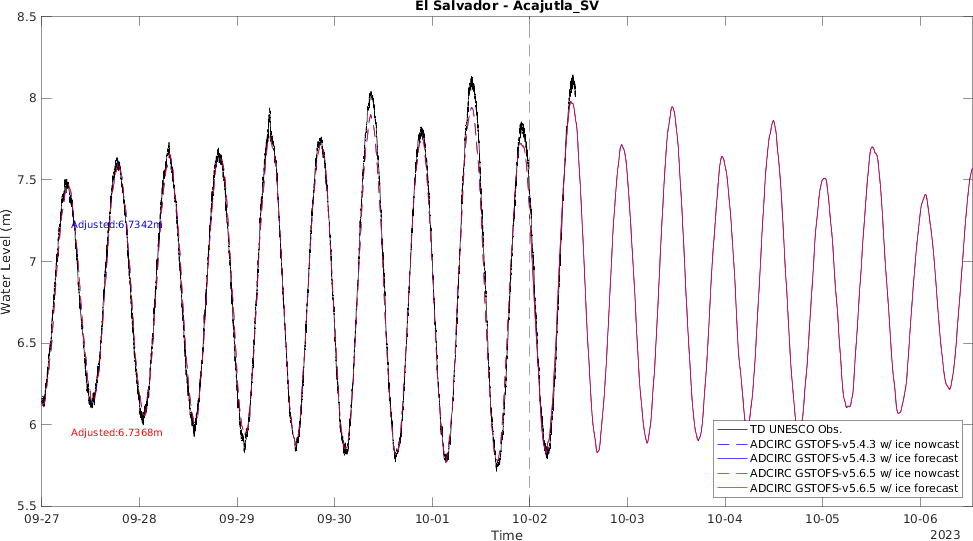 El Salvador - Acajutla_SV
8.5
8
7.5
7
6.5
6
5.5
Water Level (m)
Adjusted:6.7342m
Adjusted:6.7368m
TD UNESCO Obs.
ADCIRC GSTOFS-v5.4.3 w/ ice nowcast
ADCIRC GSTOFS-v5.4.3 w/ ice forecast
ADCIRC GSTOFS-v5.6.5 w/ ice nowcast
ADCIRC GSTOFS-v5.6.5 w/ ice forecast
09-27 09-28 09-29 09-30 10-01 10-02 10-03 10-04 10-05 10-06
Time
2023